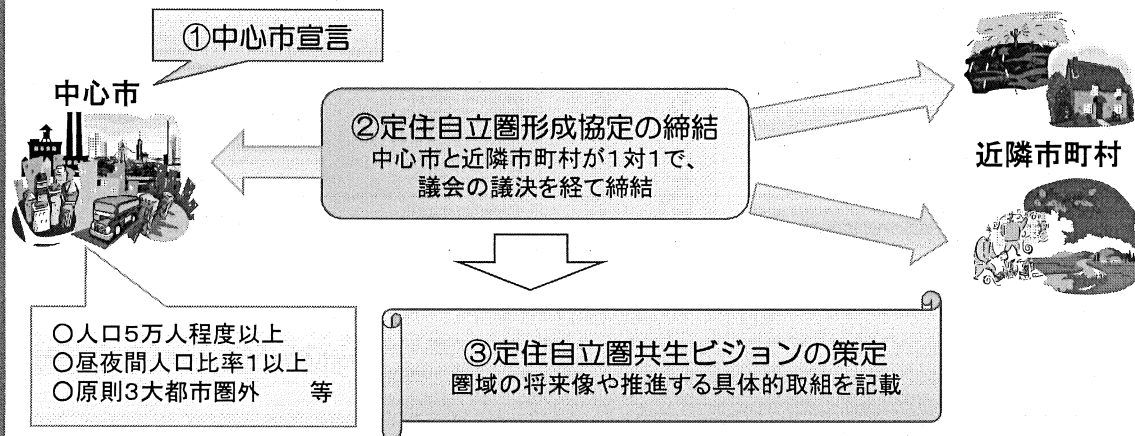 ①中心市宣言
中心市
②定住自立圏形成協定の締結
中心市と近隣市町村が1対1で、
議会の議決を経て締結
近隣市町村
○人口5万人程度以上
○昼夜間人口比率1以上
○原則3大都市圏外　　等
③定住自立圏共生ビジョンの策定
圏域の将来像や推進する具体的取組を記載